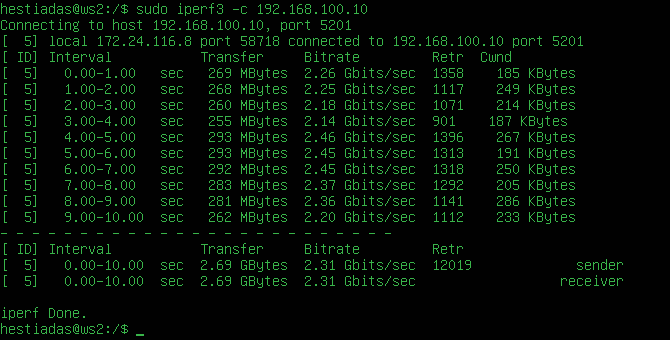 hestiadas@ws2:/$ sudo iperf3 -c 192.168.100.10
Connecting to host 192.168.100.10, port 5201
[  5] local 172.24.116.8 port 58718 connected to 192.168.100.10 port 5201
[ ID] Interval           Transfer     Bitrate         Retr  Cwnd
[  5]   0.00-1.00   sec   269 MBytes  2.26 Gbits/sec  1358    185 KBytes
[  5]   1.00-2.00   sec   268 MBytes  2.25 Gbits/sec  1117    249 KBytes
[  5]   2.00-3.00   sec   260 MBytes  2.18 Gbits/sec  1071    214 KBytes
[  5]   3.00-4.00   sec   255 MBytes  2.14 Gbits/sec  901    187 KBytes
[  5]   4.00-5.00   sec   293 MBytes  2.46 Gbits/sec  1396    267 KBytes
[  5]   5.00-6.00   sec   293 MBytes  2.45 Gbits/sec  1313    191 KBytes
[  5]   6.00-7.00   sec   292 MBytes  2.45 Gbits/sec  1318    250 KBytes
[  5]   7.00-8.00   sec   283 MBytes  2.37 Gbits/sec  1292    205 KBytes
[  5]   8.00-9.00   sec   281 MBytes  2.36 Gbits/sec  1141    286 KBytes
[  5]   9.00-10.00  sec   262 MBytes  2.20 Gbits/sec  1112    233 KBytes
- - - - - - - - - - - - - - - - - - - - - - - - -
[ ID] Interval           Transfer     Bitrate         Retr
[  5]   0.00-10.00  sec  2.69 GBytes  2.31 Gbits/sec  12019             sender
[  5]   0.00-10.00  sec  2.69 GBytes  2.31 Gbits/sec                  receiver
iperf Done.
hestiadas@ws2:/$ _